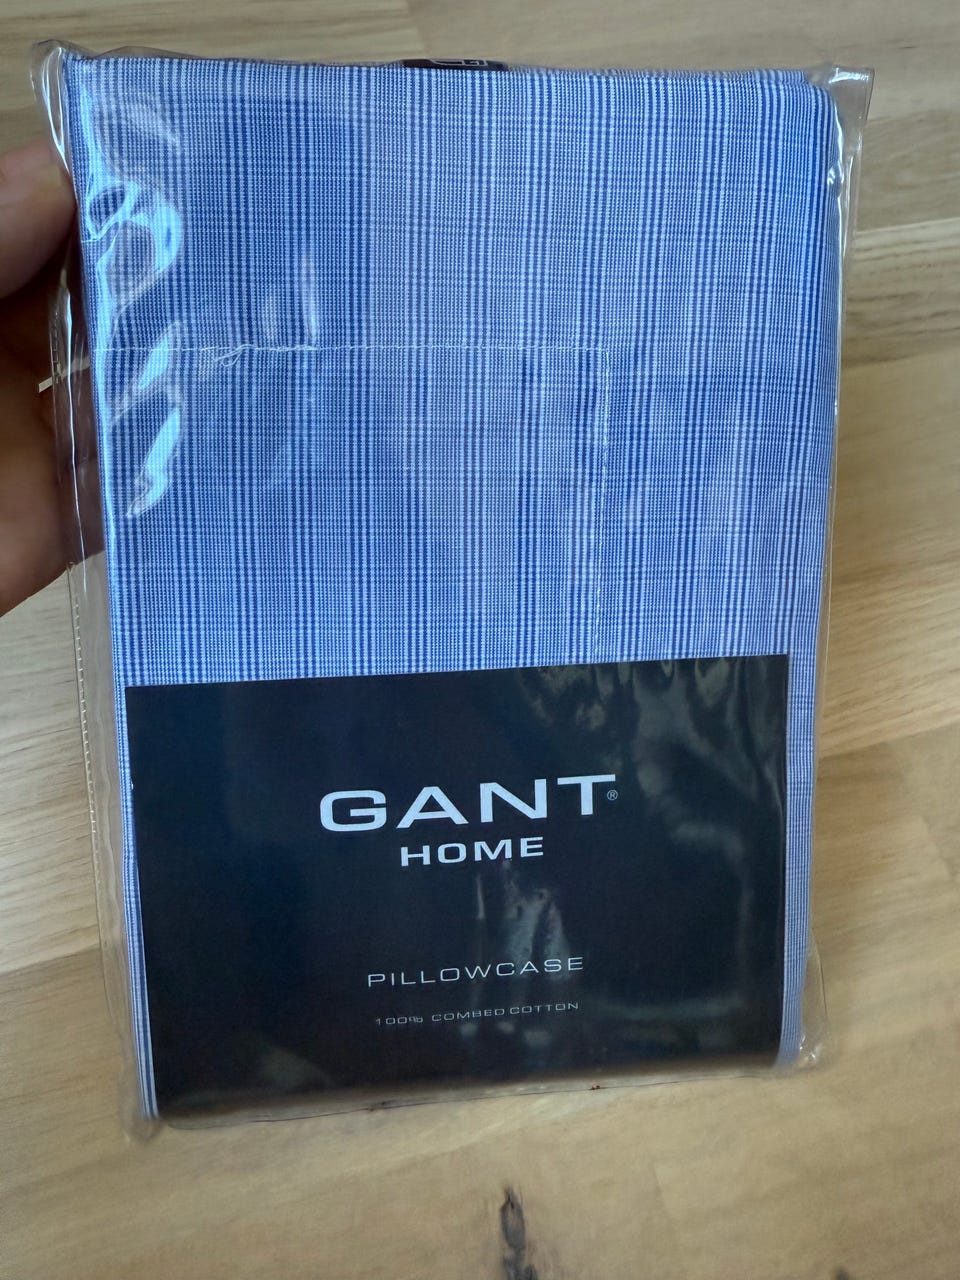 GANT®
HOME
PILLOWCASE
100% COMBED COTTON